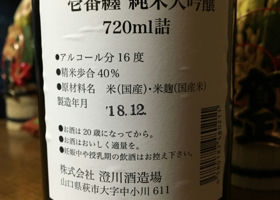 壱番纏 純米大吟醸
720ml詰
●アルコール分16度
●精米歩合40%
●原材料名 米(国産)・米麹(国産米)
製造年月 '18.12.
●お酒は20歳になってから。
●お酒はおいしく適量を。
●妊娠中や授乳期の飲酒はお控え下さい。
株式会社 澄川酒造場
山口県萩市大字中小川611